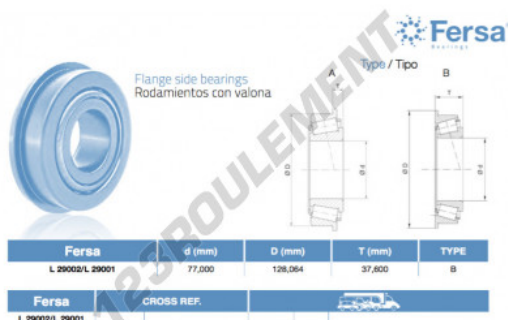 Fersa
Bearings
Flange side bearings
Rodamientos con valona
Type / Tipo
A
B
T
T
Ø D
Ø d
Ø D
Ø d
Fersa d (mm) D (mm) T (mm) TYPE
L 29002/L 29001 77,000 128,064 37,600 B
Fersa CROSS REF.
L 29002/L 29001
123ROULEMENT